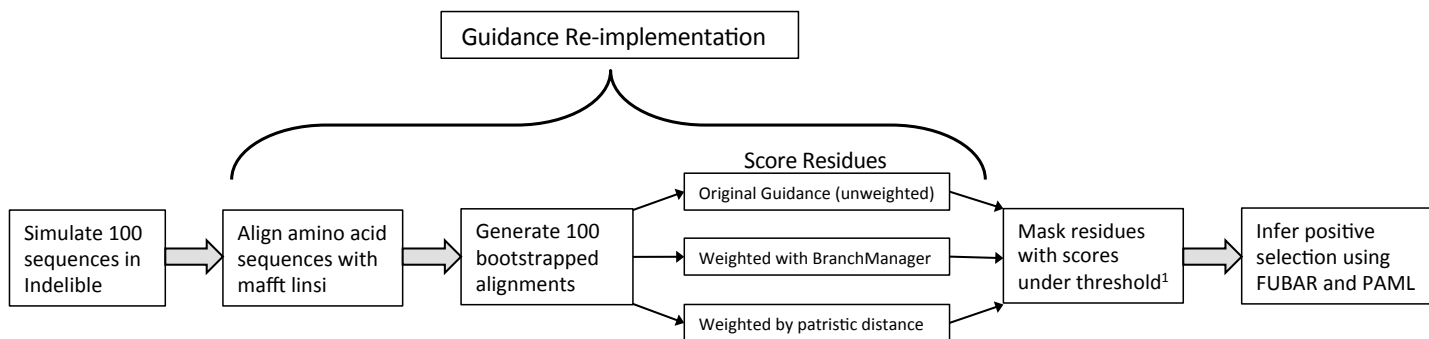 Guidance Re-implementation
Score Residues
Simulate 100
sequences in
Indelible
Align amino acid
sequences with
mafft linsi
Generate 100
bootstrapped
alignments
Original Guidance (unweighted)
Weighted with BranchManager
Weighted by patristic distance
Mask residues
with scores
under threshold¹
Infer positive
selection using
FUBAR and PAML